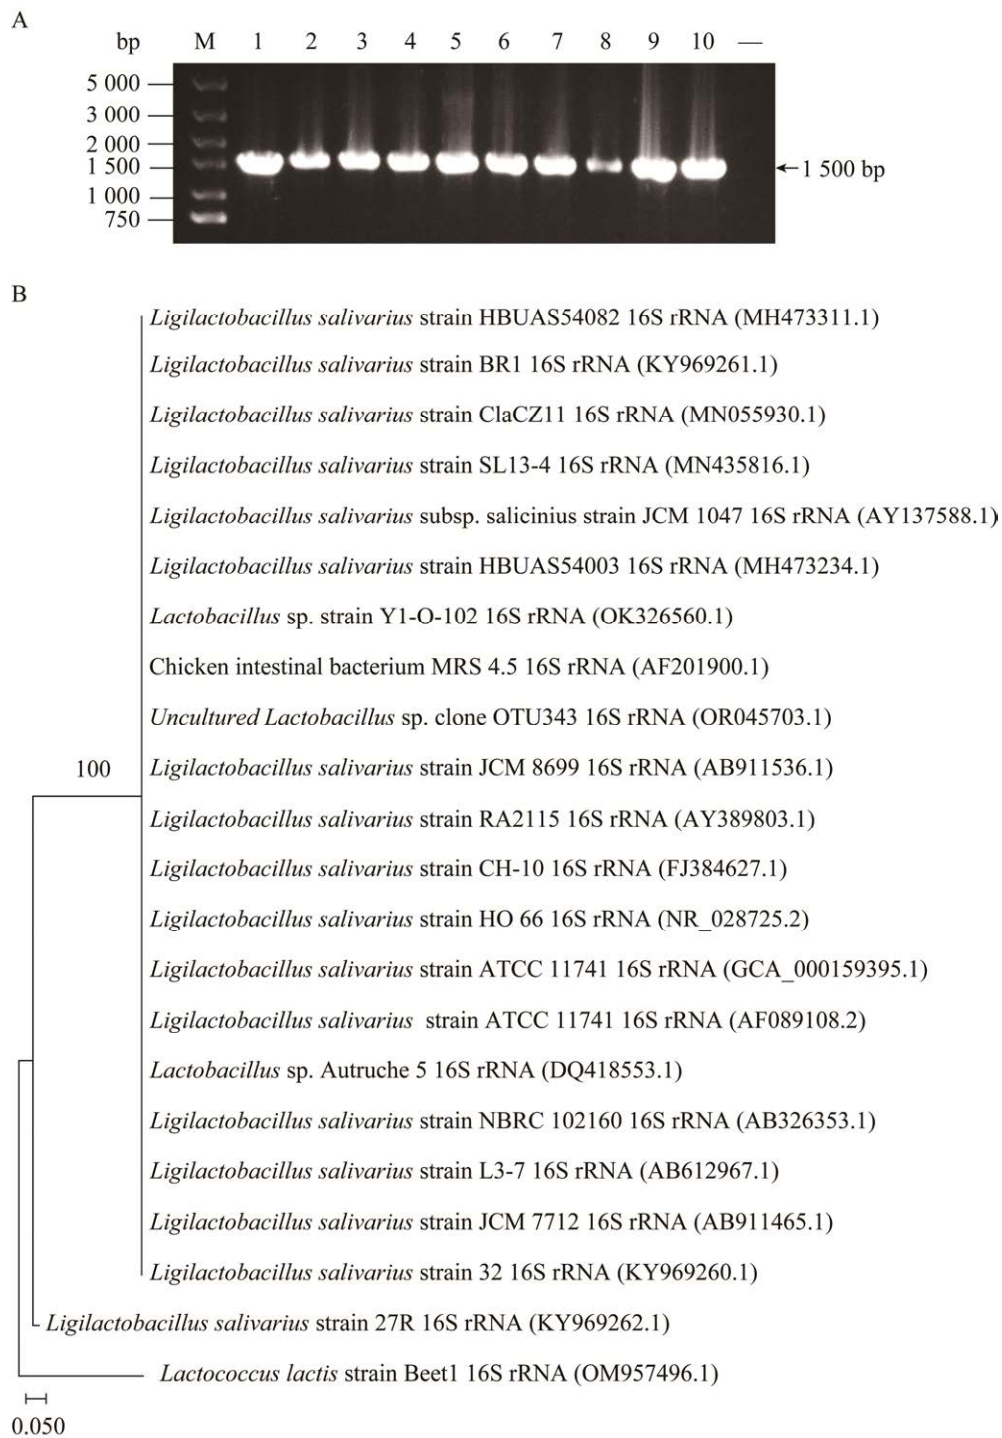 A
bp M 1 2 3 4 5 6 7 8 9 10 —
5 000
3 000
2 000
1 500
1 000
750
←1 500 bp
B
Ligilactobacillus salivarius strain HBUAS54082 16S rRNA (MH473311.1)
Ligilactobacillus salivarius strain BR1 16S rRNA (KY969261.1)
Ligilactobacillus salivarius strain ClaCZ11 16S rRNA (MN055930.1)
Ligilactobacillus salivarius strain SL13-4 16S rRNA (MN435816.1)
Ligilactobacillus salivarius subsp. salicinius strain JCM 1047 16S rRNA (AY137588.1)
Ligilactobacillus salivarius strain HBUAS54003 16S rRNA (MH473234.1)
Lactobacillus sp. strain Y1-O-102 16S rRNA (OK326560.1)
Chicken intestinal bacterium MRS 4.5 16S rRNA (AF201900.1)
Uncultured Lactobacillus sp. clone OTU343 16S rRNA (OR045703.1)
100
Ligilactobacillus salivarius strain JCM 8699 16S rRNA (AB911536.1)
Ligilactobacillus salivarius strain RA2115 16S rRNA (AY389803.1)
Ligilactobacillus salivarius strain CH-10 16S rRNA (FJ384627.1)
Ligilactobacillus salivarius strain HO 66 16S rRNA (NR_028725.2)
Ligilactobacillus salivarius strain ATCC 11741 16S rRNA (GCA_000159395.1)
Ligilactobacillus salivarius strain ATCC 11741 16S rRNA (AF089108.2)
Lactobacillus sp. Autruche 5 16S rRNA (DQ418553.1)
Ligilactobacillus salivarius strain NBRC 102160 16S rRNA (AB326353.1)
Ligilactobacillus salivarius strain L3-7 16S rRNA (AB612967.1)
Ligilactobacillus salivarius strain JCM 7712 16S rRNA (AB911465.1)
Ligilactobacillus salivarius strain 32 16S rRNA (KY969260.1)
Ligilactobacillus salivarius strain 27R 16S rRNA (KY969262.1)
Lactococcus lactis strain Beet1 16S rRNA (OM957496.1)
0.050